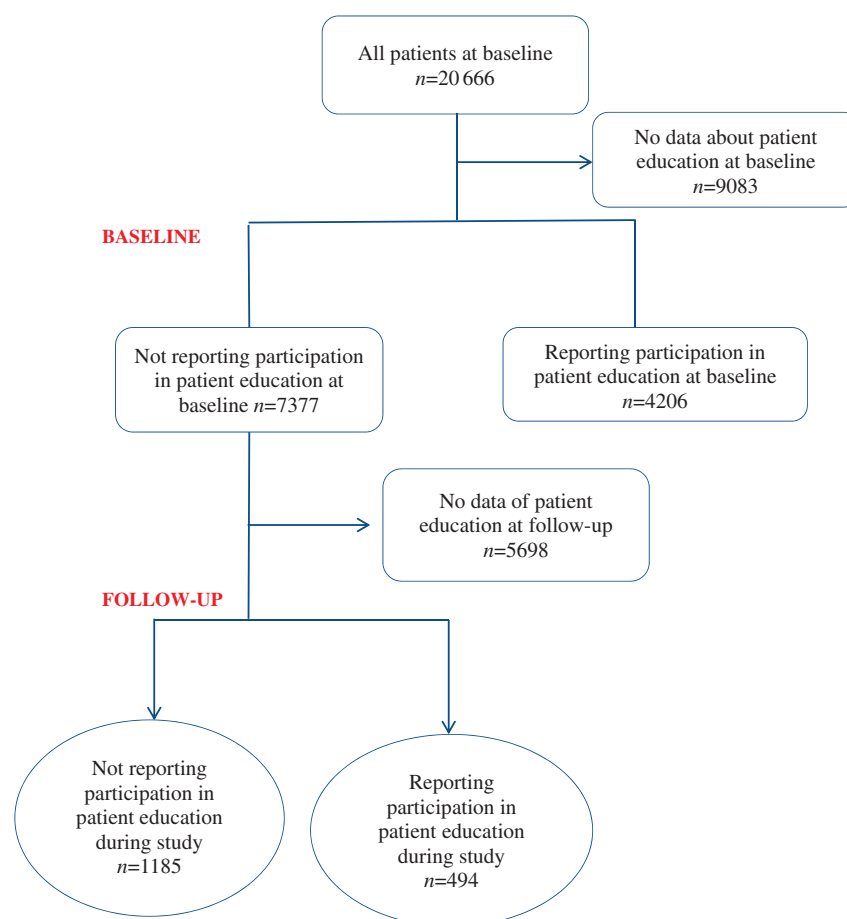 All patients at baseline
n=20 666
No data about patient
education at baseline
n=9083
BASELINE
Not reporting participation
in patient education at
baseline n=7377
Reporting participation in
patient education at baseline
n=4206
No data of patient
education at follow-up
n=5698
FOLLOW-UP
Not reporting
participation in
patient education
during study
n=1185
Reporting
participation in
patient education
during study
n=494